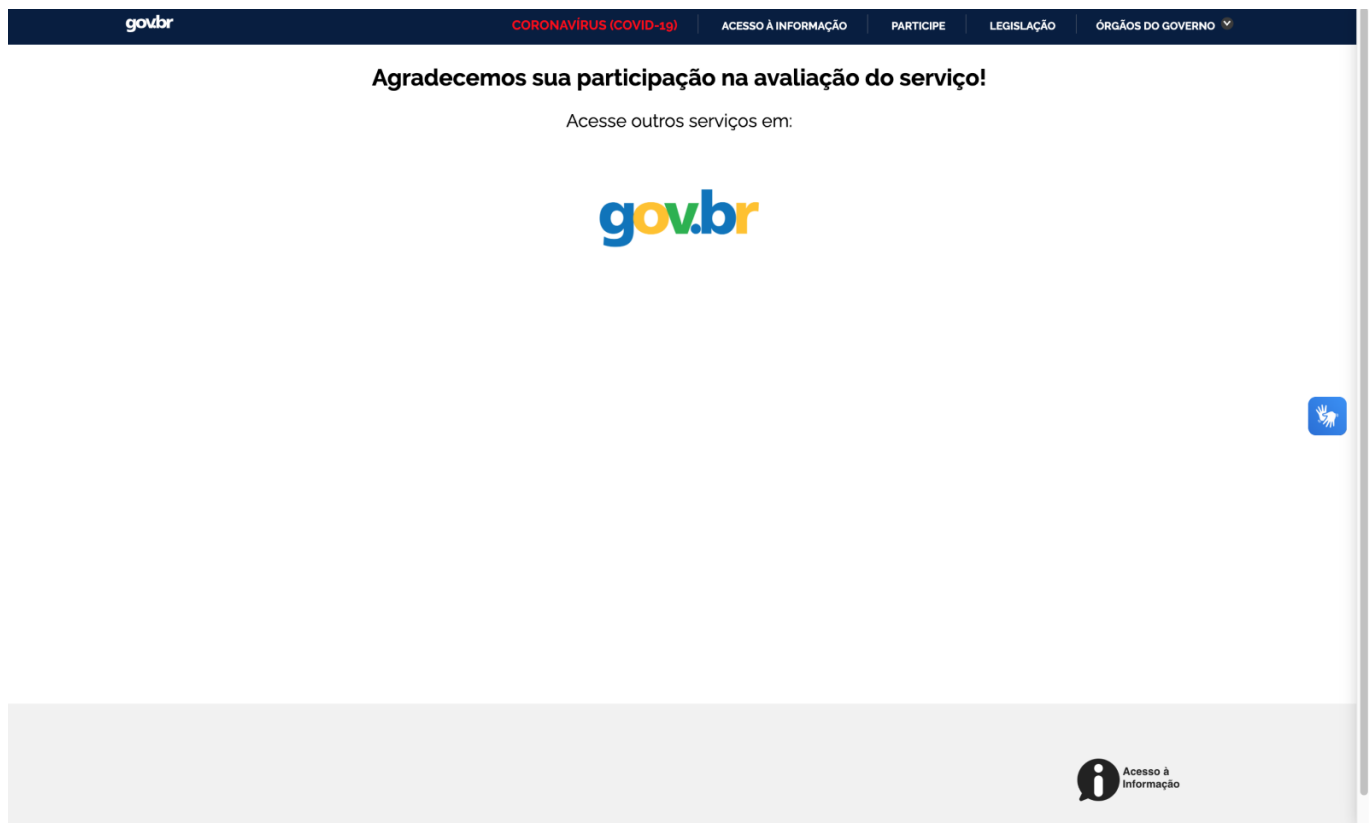 gov.br
CORONAVÍRUS (COVID-19)
ACESSO À INFORMAÇÃO
PARTICIPE
LEGISLAÇÃO
ÓRGÃOS DO GOVERNO
Agradecemos sua participação na avaliação do serviço!
Acesse outros serviços em:
gov.br
Acesso à
Informação